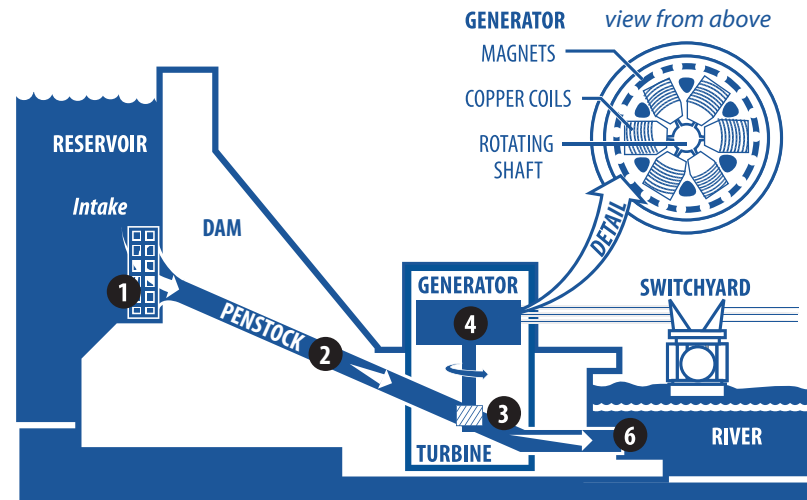 GENERATOR view from above
MAGNETS
COPPER COILS
ROTATING
SHAFT
DETAIL
RESERVOIR
Intake
DAM
1
PENSTOCK
2
GENERATOR
4
3
TURBINE
SWITCHYARD
6
RIVER